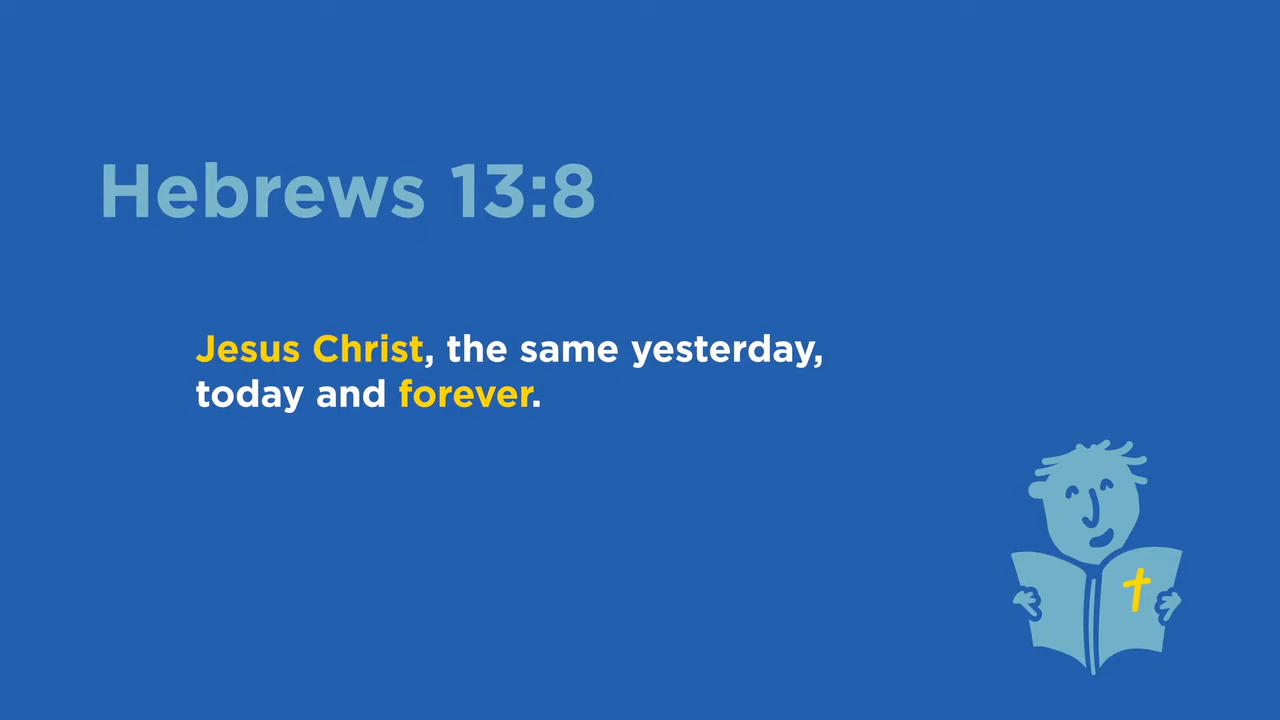 Hebrews 13:8
Jesus Christ, the same yesterday,
today and forever.